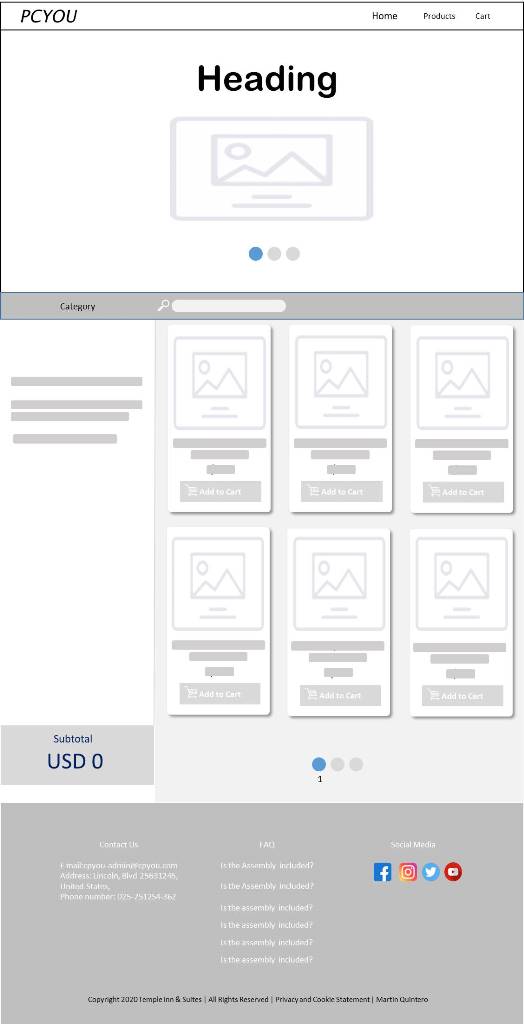 PCYOU
Home Products Cart
Heading
Category
Add to Cart Add to Cart Add to Cart
Add to Cart Add to Cart Add to Cart
Subtotal
USD 0
1
Contact Us FAQ Social Media
E-mail:cpyou-admin@cpyou.com
Address: Lincoln, Blvd 25631245,
United States,
Phone number: 025-251254-362
Is the Assembly included?
Is the Assembly included?
Is the assembly included?
Is the assembly included?
Is the assembly included?
Is the assembly included?
Copyright 2020 Temple Inn & Suites | All Rights Reserved | Privacy and Cookie Statement | Martin Quintero